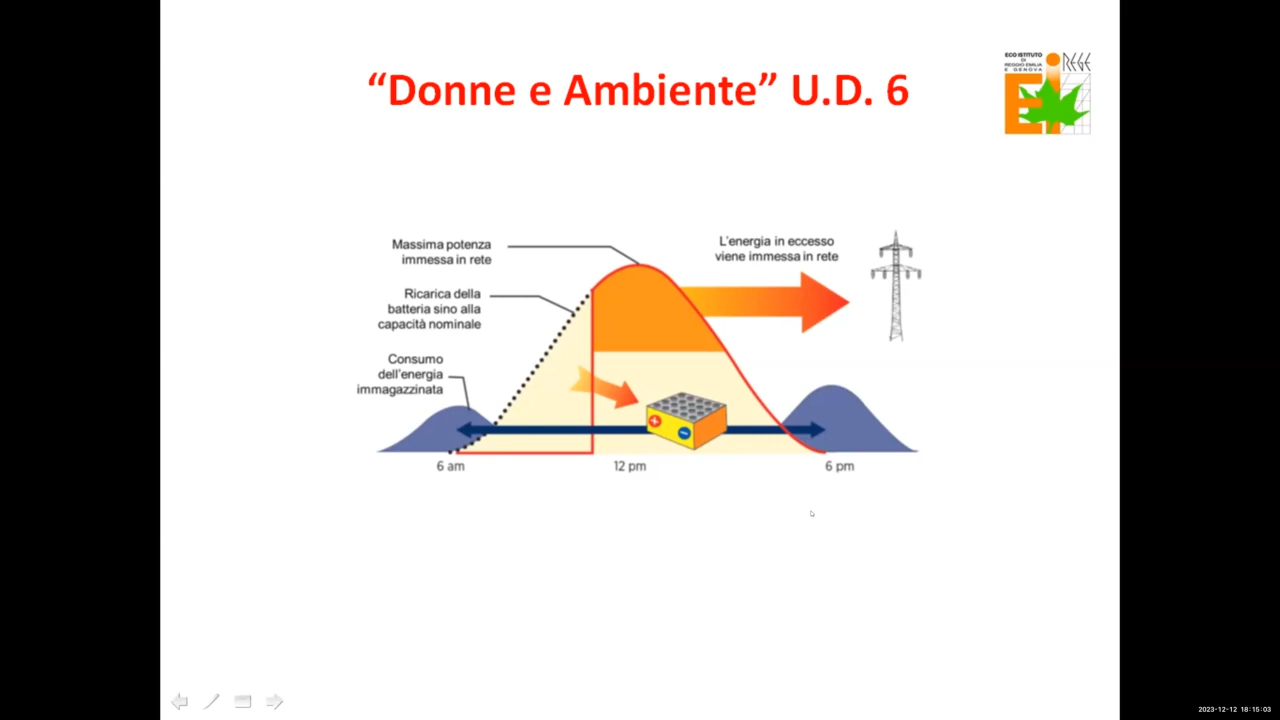 “Donne e Ambiente” U.D. 6
ECO ISTITUTO
DI
REGGIO EMILIA
E GENOVA
REGE
Ei
Massima potenza
immessa in rete
L'energia in eccesso
viene immessa in rete
Ricarica della
batteria sino alla
capacità nominale
Consumo
dell'energia
immagazzinata
+
–
6 am
12 pm
6 pm
2023-12-12 18:15:03